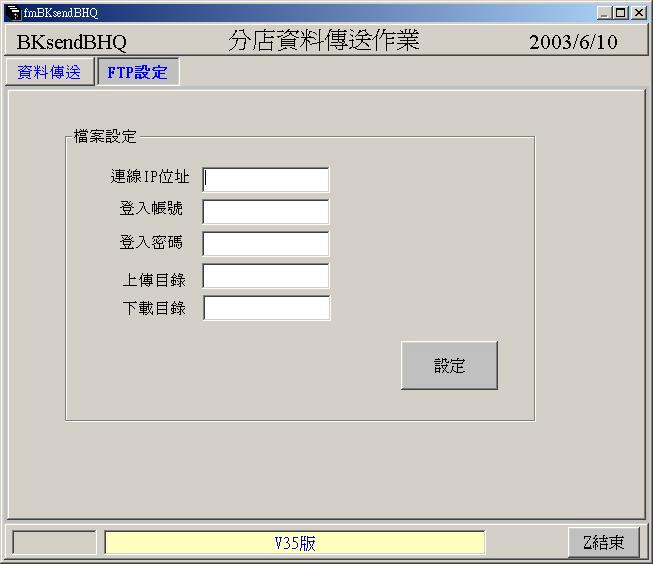 fmBKsendBHQ
BKsendBHQ 分店資料傳送作業 2003/6/10
資料傳送 FTP設定
檔案設定
連線IP位址
登入帳號
登入密碼
上傳目錄
下載目錄
設定
V35版 Z結束